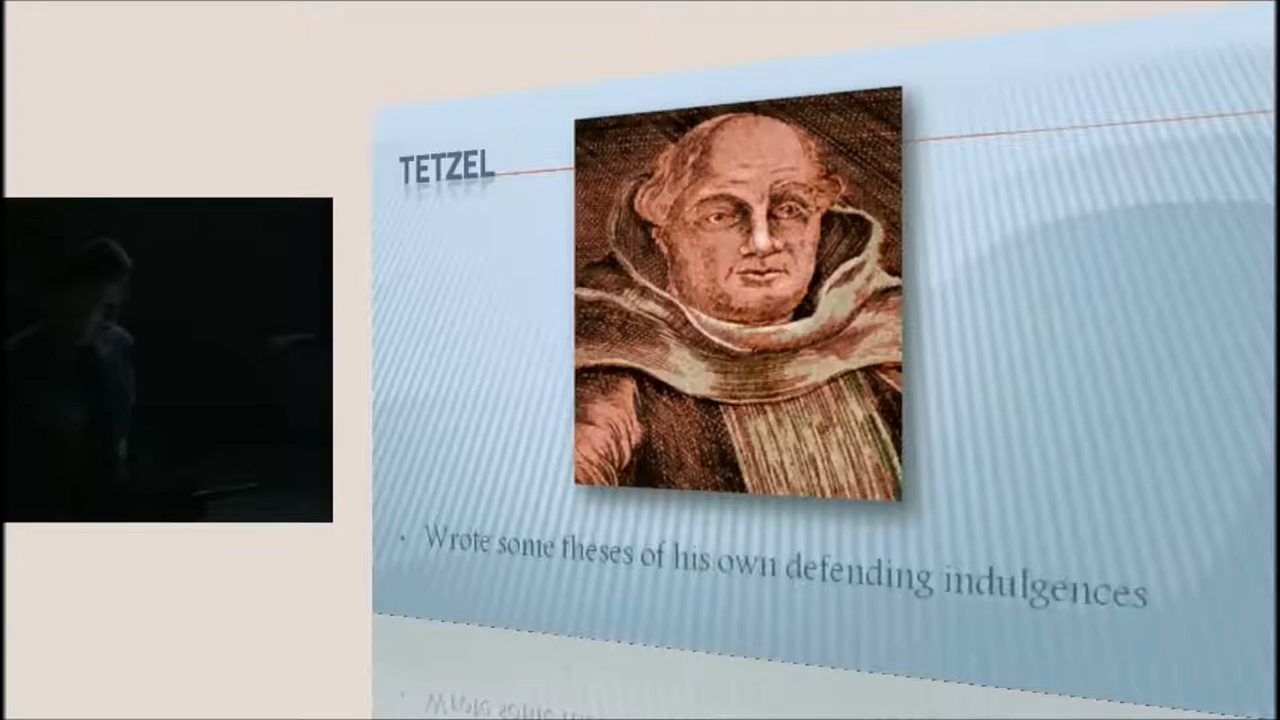 TETZEL
• Wrote some theses of his own defending indulgences